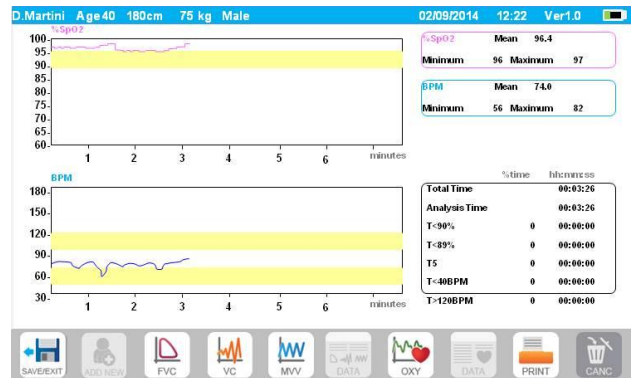 D.Martini Age 40 180cm 75 kg Male 02/09/2014 12:22 Ver1.0
%SpO2
100
95
90
85
80
75
70
65
60
1 2 3 4 5 6 minutes
%SpO2 Mean 96.4
Minimum 96 Maximum 97
BPM Mean 74.0
Minimum 56 Maximum 82
BPM
180
150
120
90
60
30
1 2 3 4 5 6 minutes
%time hh:mm:ss
Total Time 00:03:26
Analysis Time 00:03:26
T<90% 0 00:00:00
T<89% 0 00:00:00
T5 0 00:00:00
T<40BPM 0 00:00:00
T>120BPM 0 00:00:00
SAVE/EXIT
ADD NEW
FVC
VC
MVV
DATA
OXY
DATA
PRINT
CANC